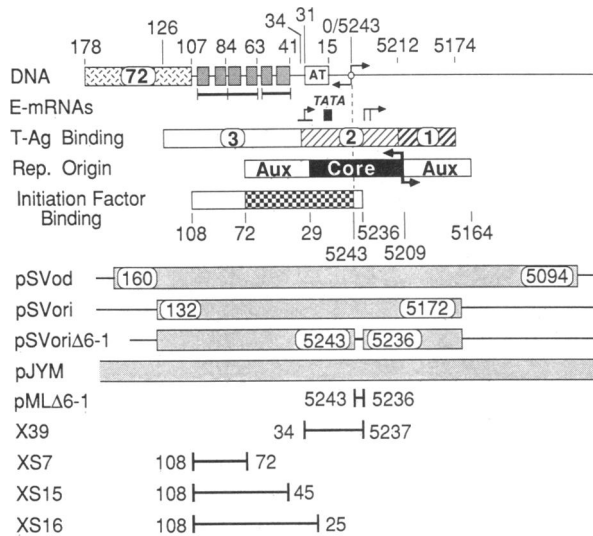 31
34
0/5243
126
178
107
84
63
41
15
5212
5174
DNA
72
AT
E-mRNAs
TATA
T-Ag Binding
3
2
1
Rep. Origin
Aux
Core
Aux
Initiation Factor
Binding
108
72
29
5236
5164
5243
5209
pSVod
160
5094
pSVori
132
5172
pSVoriΔ6-1
5243
5236
pJYM
pMLΔ6-1
5243
5236
X39
34
5237
XS7
108
72
XS15
108
45
XS16
108
25